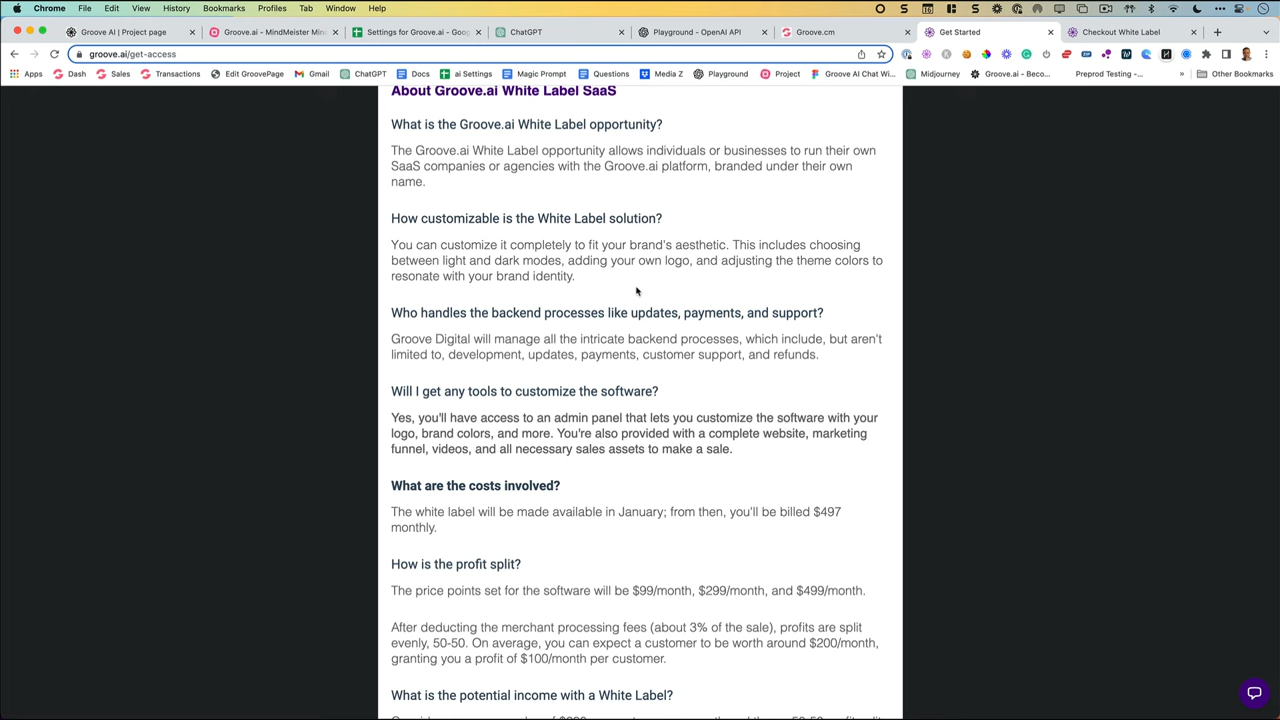 Chrome File Edit View History Bookmarks Profiles Tab Window Help
Groove AI | Project page
Groove.ai - MindMeister Min
Settings for Groove.ai - Goog
ChatGPT
Playground - OpenAI API
Groove.cm
Get Started
Checkout White Label
groove.ai/get-access
Apps Dash Sales Transactions Edit GroovePage Gmail ChatGPT Docs ai Settings Magic Prompt Questions Media Z Playground Project Groove AI Chat Wi... Midjourney Groove.ai - Beco... Preprod Testing -... » Other Bookmarks
About Groove.ai White Label SaaS
What is the Groove.ai White Label opportunity?
The Groove.ai White Label opportunity allows individuals or businesses to run their own
SaaS companies or agencies with the Groove.ai platform, branded under their own
name.
How customizable is the White Label solution?
You can customize it completely to fit your brand's aesthetic. This includes choosing
between light and dark modes, adding your own logo, and adjusting the theme colors to
resonate with your brand identity.
Who handles the backend processes like updates, payments, and support?
Groove Digital will manage all the intricate backend processes, which include, but aren't
limited to, development, updates, payments, customer support, and refunds.
Will I get any tools to customize the software?
Yes, you'll have access to an admin panel that lets you customize the software with your
logo, brand colors, and more. You're also provided with a complete website, marketing
funnel, videos, and all necessary sales assets to make a sale.
What are the costs involved?
The white label will be made available in January; from then, you'll be billed $497
monthly.
How is the profit split?
The price points set for the software will be $99/month, $299/month, and $499/month.
After deducting the merchant processing fees (about 3% of the sale), profits are split
evenly, 50-50. On average, you can expect a customer to be worth around $200/month,
granting you a profit of $100/month per customer.
What is the potential income with a White Label?